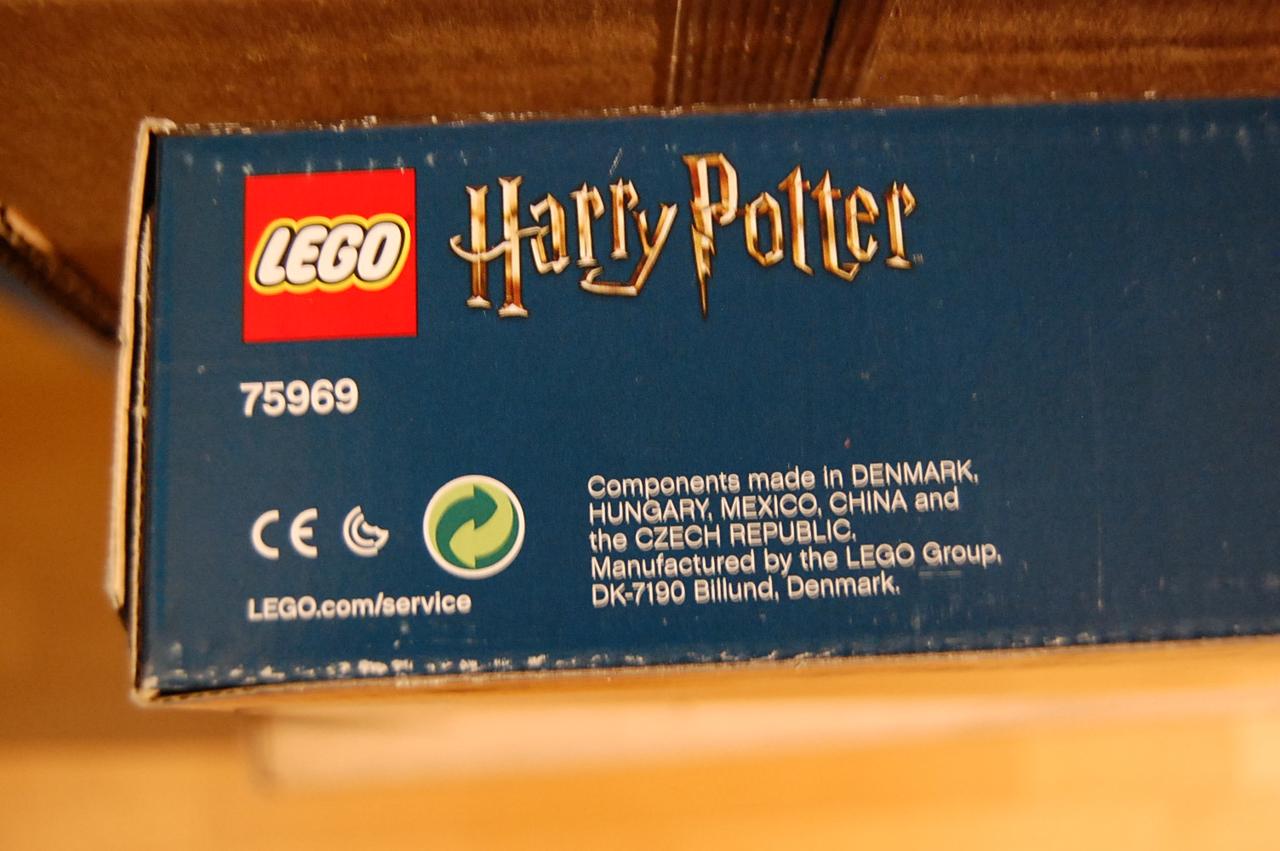 LEGO
Harry Potter™
75969
CE
LEGO.com/service
Components made in DENMARK,
HUNGARY, MEXICO, CHINA and
the CZECH REPUBLIC.
Manufactured by the LEGO Group,
DK-7190 Billund, Denmark.